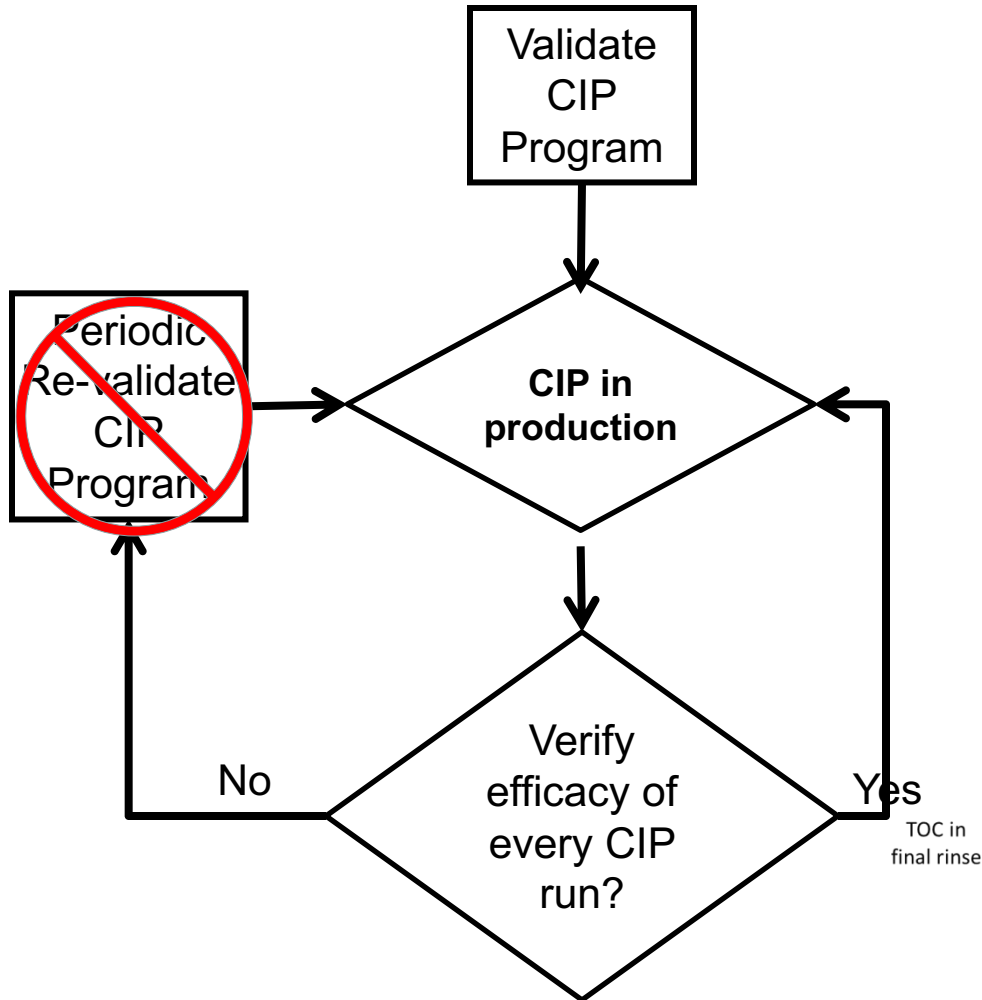 Validate
CIP
Program
Periodic
Re-validate
CIP
Program
CIP in
production
Verify
efficacy of
every CIP
run?
No
Yes
TOC in
final rinse